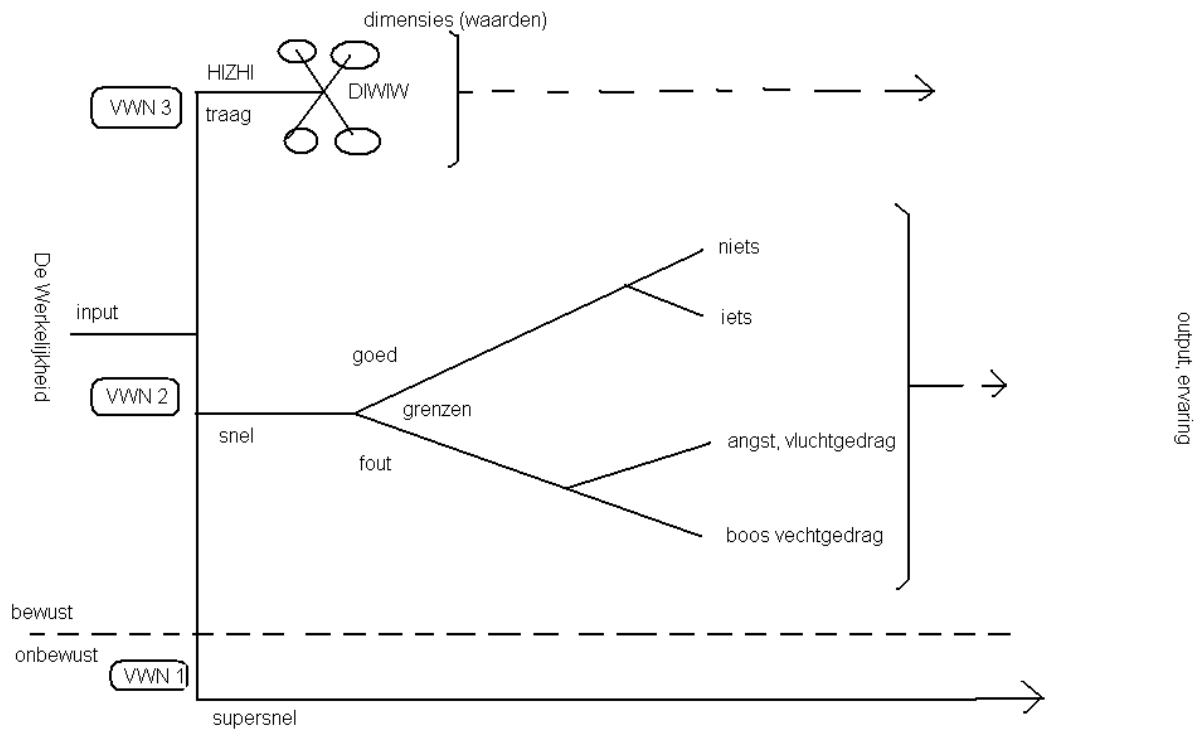 dimensies (waarden)
HIZHI
DIWIW
VWN 3
traag
De Werkelijkheid
input
niets
iets
goed
VWN 2
grenzen
snel
fout
angst, vluchtgedrag
boos vechtgedrag
output, ervaring
bewust
onbewust
VWN 1
supersnel